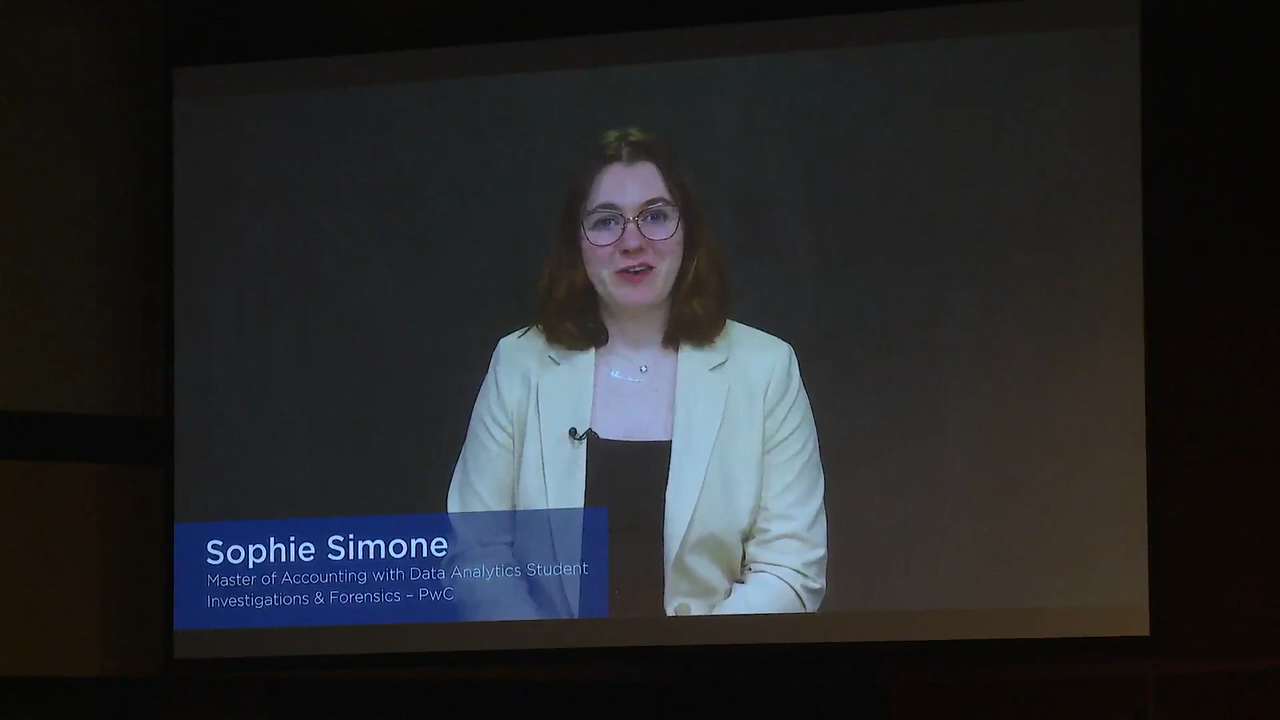 Sophie Simone
Master of Accounting with Data Analytics Student
Investigations & Forensics – PwC